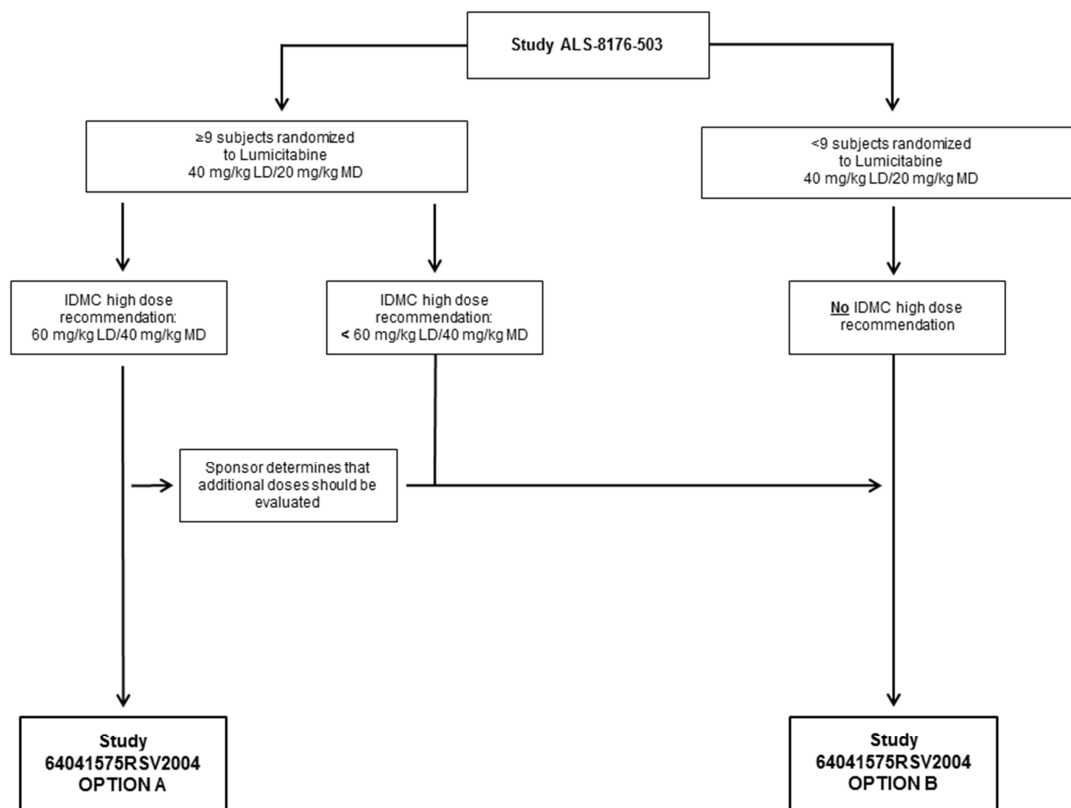 Study ALS-8176-503
≥9 subjects randomized
to Lumicitabine
40 mg/kg LD/20 mg/kg MD
<9 subjects randomized
to Lumicitabine
40 mg/kg LD/20 mg/kg MD
IDMC high dose
recommendation:
60 mg/kg LD/40 mg/kg MD
IDMC high dose
recommendation:
< 60 mg/kg LD/40 mg/kg MD
No IDMC high dose
recommendation
Sponsor determines that
additional doses should be
evaluated
Study
64041575RSV2004
OPTION A
Study
64041575RSV2004
OPTION B